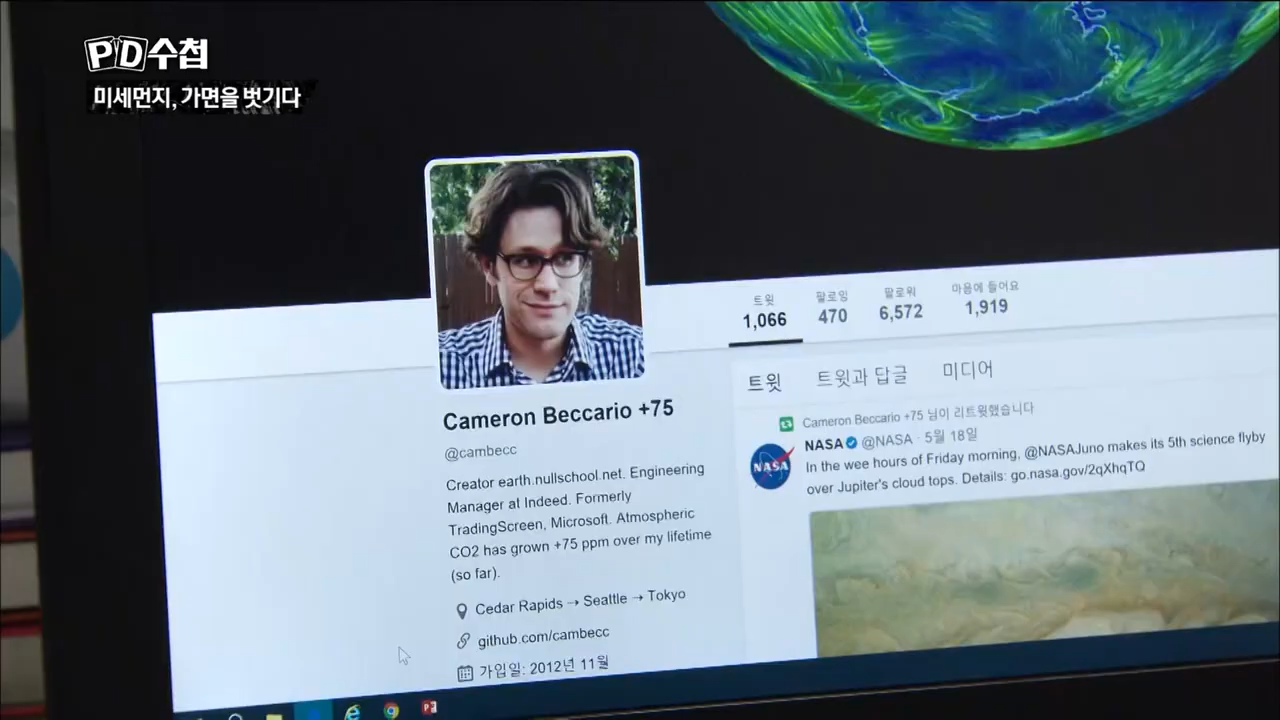 PD수첩
미세먼지, 가면을 벗기다
트윗
1,066
팔로잉
470
팔로워
6,572
마음에 들어요
1,919
Cameron Beccario +75
@cambecc
Creator earth.nullschool.net. Engineering
Manager at Indeed. Formerly
TradingScreen, Microsoft. Atmospheric
CO2 has grown +75 ppm over my lifetime
(so far).
Cedar Rapids → Seattle → Tokyo
github.com/cambecc
가입일: 2012년 11월
트윗 트윗과 답글 미디어
Cameron Beccario +75 님이 리트윗했습니다
NASA
NASA @NASA · 5월 18일
In the wee hours of Friday morning, @NASAJuno makes its 5th science flyby
over Jupiter's cloud tops. Details: go.nasa.gov/2qXhqTQ